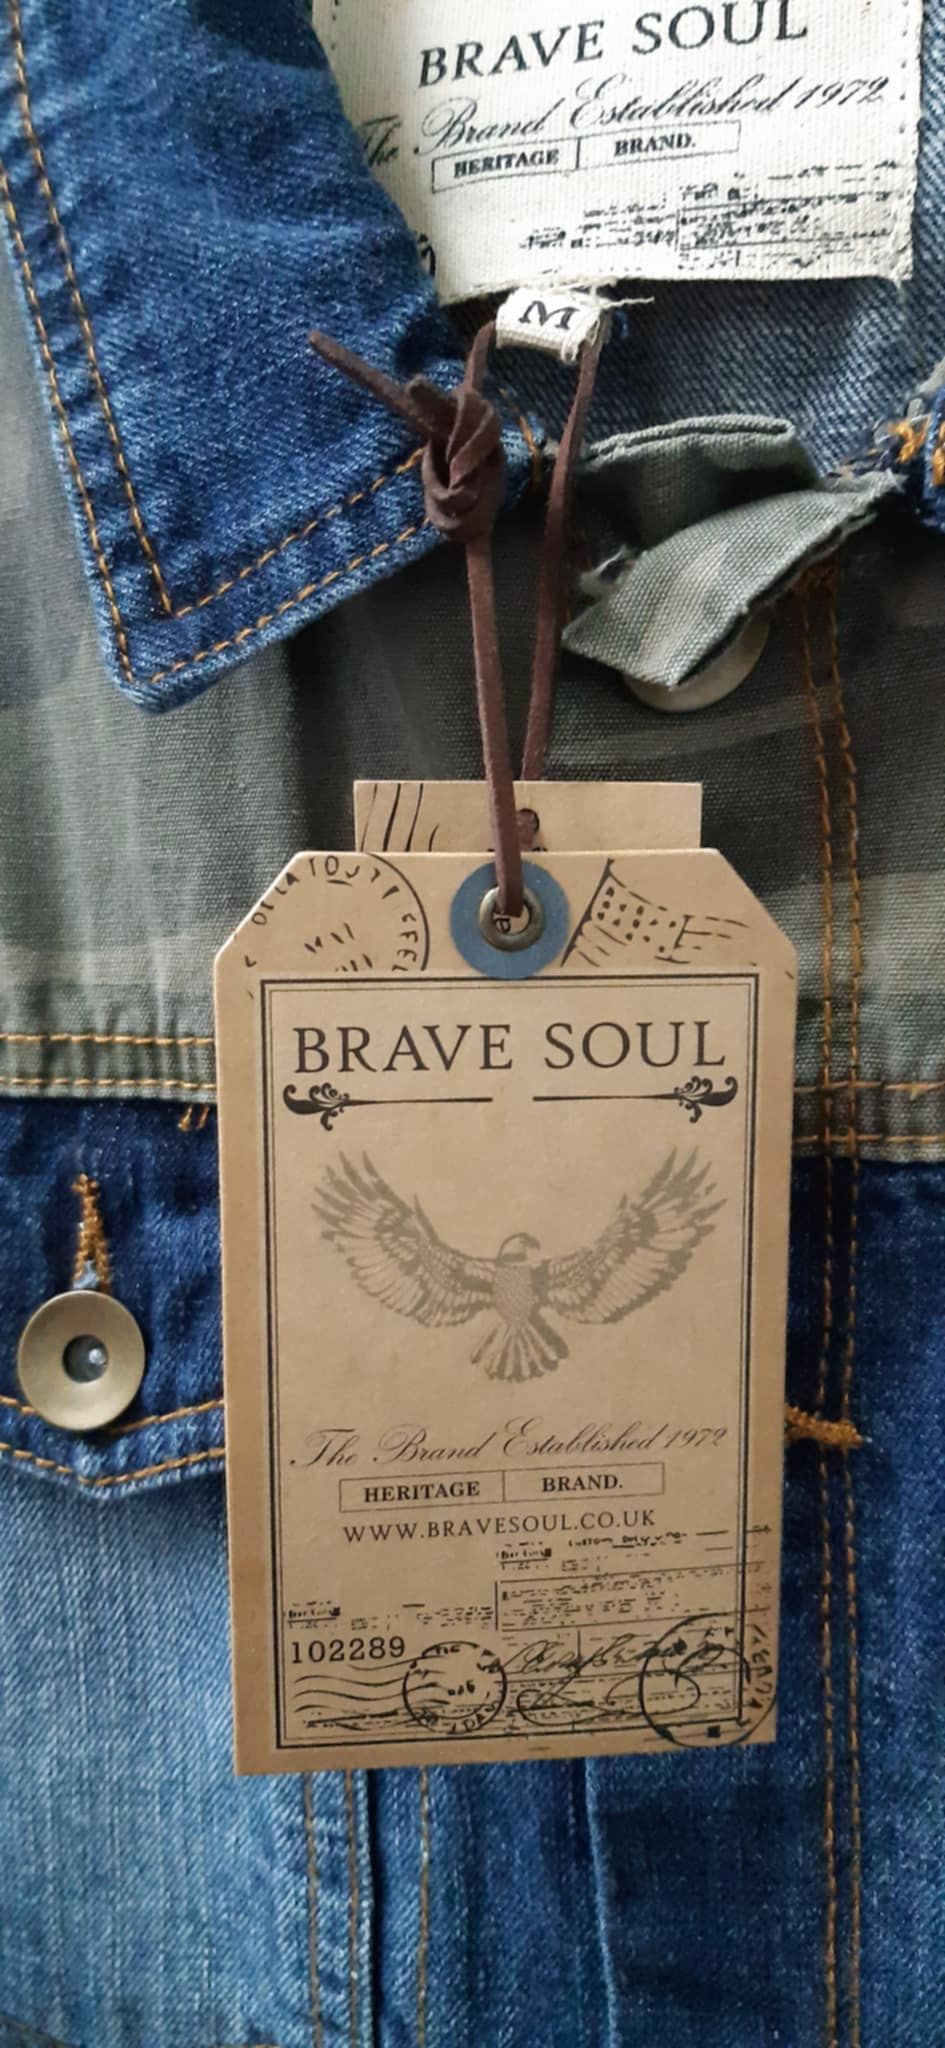 BRAVE SOUL
The Brand Established 1972
HERITAGE BRAND.
M
BRAVE SOUL
The Brand Established 1972
HERITAGE BRAND.
WWW.BRAVESOUL.CO.UK
102289